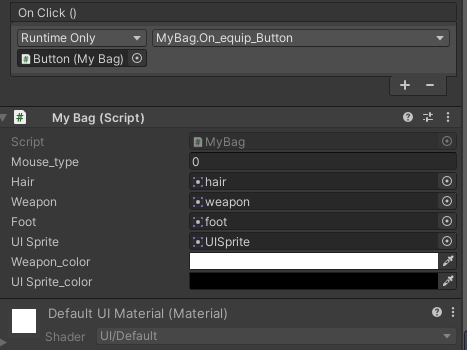 On Click ()
Runtime Only MyBag.On_equip_Button
Button (My Bag)
+ −
# My Bag (Script)
Script MyBag
Mouse_type 0
Hair hair
Weapon weapon
Foot foot
UI Sprite UISprite
Weapon_color
UI Sprite_color
Default UI Material (Material)
Shader UI/Default